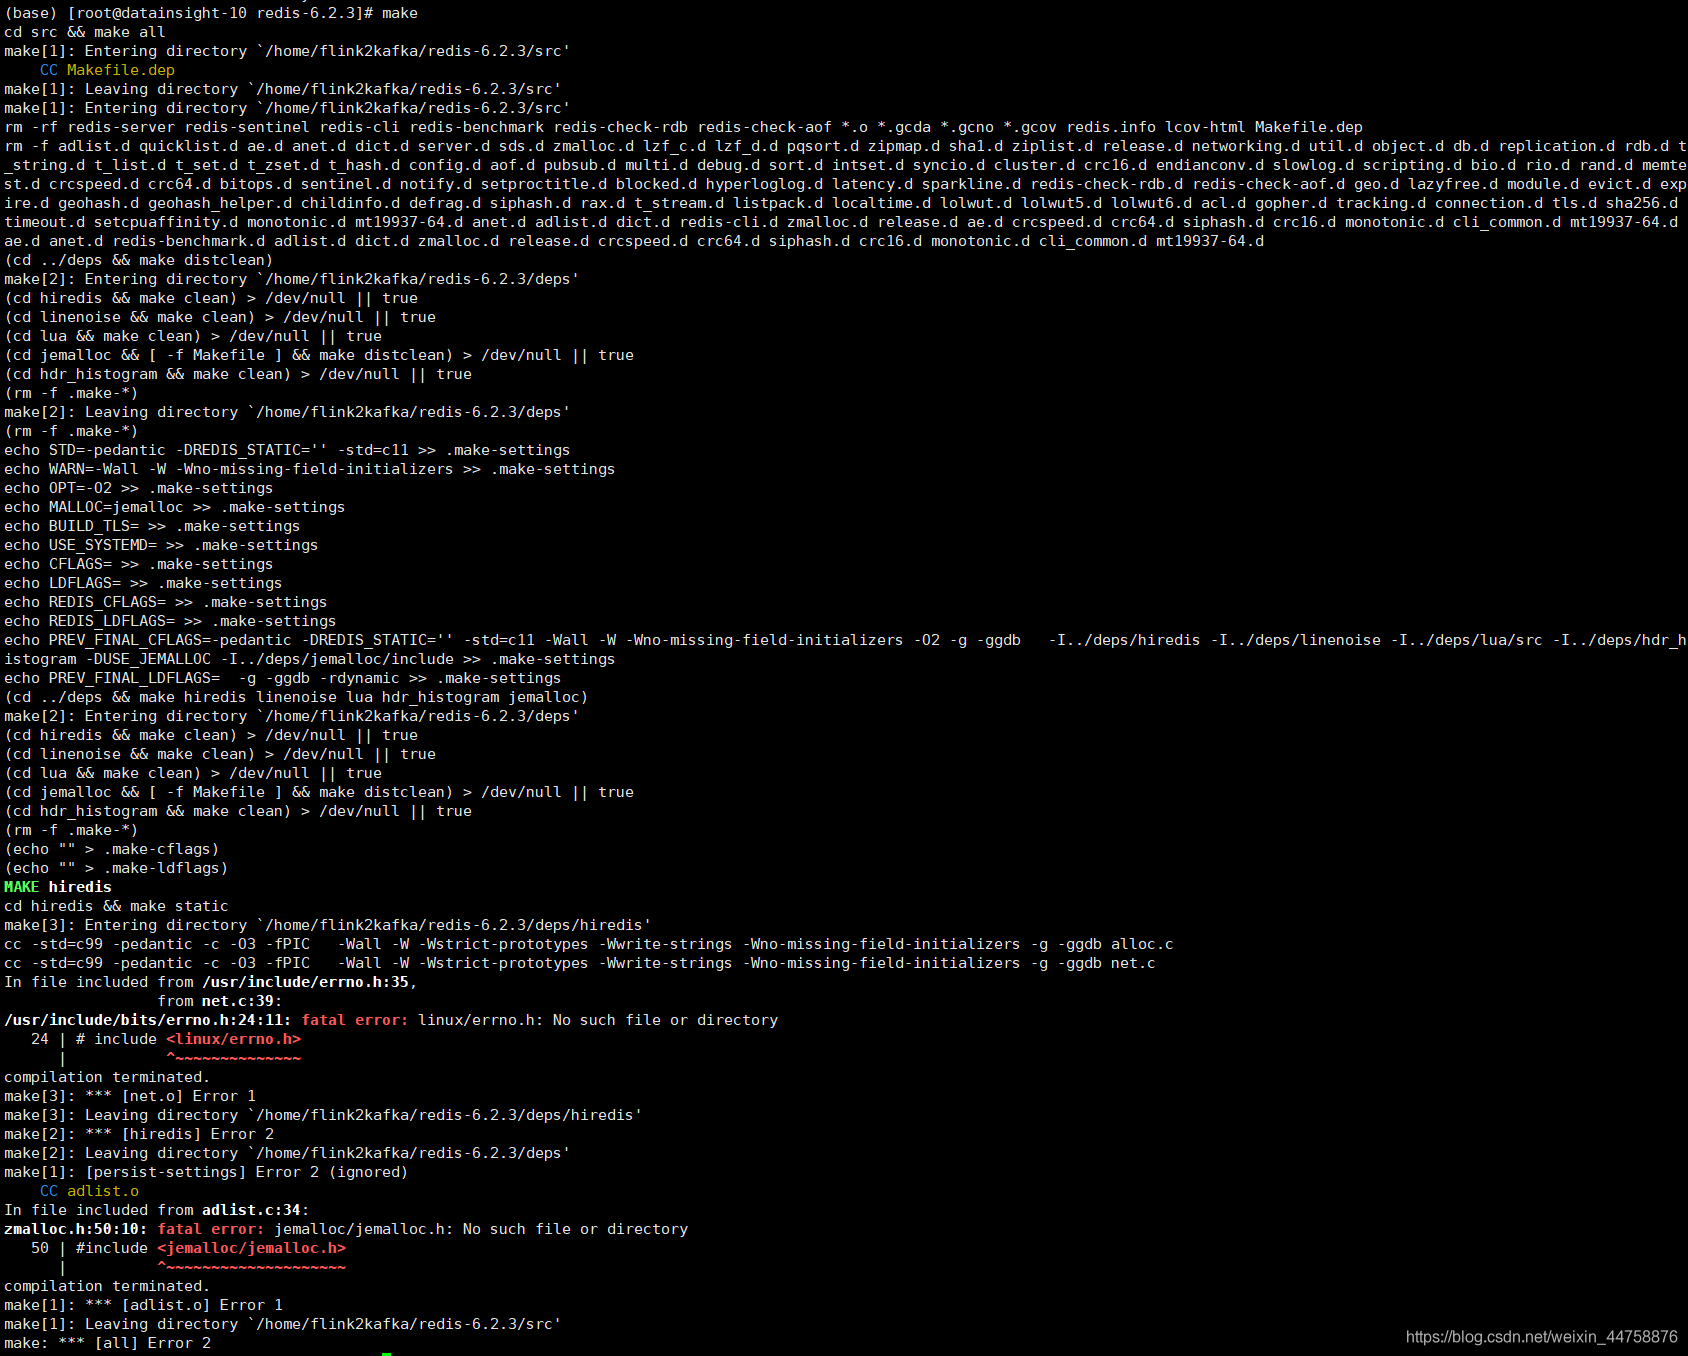 (base) [root@datainsight-10 redis-6.2.3]# make
cd src && make all
make[1]: Entering directory `/home/flink2kafka/redis-6.2.3/src'
    CC Makefile.dep
make[1]: Leaving directory `/home/flink2kafka/redis-6.2.3/src'
make[1]: Entering directory `/home/flink2kafka/redis-6.2.3/src'
rm -rf redis-server redis-sentinel redis-cli redis-benchmark redis-check-rdb redis-check-aof *.o *.gcda *.gcno *.gcov redis.info lcov-html Makefile.dep
rm -f adlist.d quicklist.d ae.d anet.d dict.d server.d sds.d zmalloc.d lzf_c.d lzf_d.d pqsort.d zipmap.d sha1.d ziplist.d release.d networking.d util.d object.d db.d replication.d rdb.d t
_string.d t_list.d t_set.d t_zset.d t_hash.d config.d aof.d pubsub.d multi.d debug.d sort.d intset.d syncio.d cluster.d crc16.d endianconv.d slowlog.d scripting.d bio.d rio.d rand.d memte
st.d crcspeed.d crc64.d bitops.d sentinel.d notify.d setproctitle.d blocked.d hyperloglog.d latency.d sparkline.d redis-check-rdb.d redis-check-aof.d geo.d lazyfree.d module.d evict.d exp
ire.d geohash.d geohash_helper.d childinfo.d defrag.d siphash.d rax.d t_stream.d listpack.d localtime.d lolwut.d lolwut5.d lolwut6.d acl.d gopher.d tracking.d connection.d tls.d sha256.d
timeout.d setcpuaffinity.d monotonic.d mt19937-64.d anet.d adlist.d dict.d redis-cli.d zmalloc.d release.d ae.d crcspeed.d crc64.d siphash.d crc16.d monotonic.d cli_common.d mt19937-64.d
ae.d anet.d redis-benchmark.d adlist.d dict.d zmalloc.d release.d crcspeed.d crc64.d siphash.d crc16.d monotonic.d cli_common.d mt19937-64.d
(cd ../deps && make distclean)
make[2]: Entering directory `/home/flink2kafka/redis-6.2.3/deps'
(cd hiredis && make clean) > /dev/null || true
(cd linenoise && make clean) > /dev/null || true
(cd lua && make clean) > /dev/null || true
(cd jemalloc && [ -f Makefile ] && make distclean) > /dev/null || true
(cd hdr_histogram && make clean) > /dev/null || true
(rm -f .make-*)
make[2]: Leaving directory `/home/flink2kafka/redis-6.2.3/deps'
(rm -f .make-*)
echo STD=-pedantic -DREDIS_STATIC='' -std=c11 >> .make-settings
echo WARN=-Wall -W -Wno-missing-field-initializers >> .make-settings
echo OPT=-O2 >> .make-settings
echo MALLOC=jemalloc >> .make-settings
echo BUILD_TLS= >> .make-settings
echo USE_SYSTEMD= >> .make-settings
echo CFLAGS= >> .make-settings
echo LDFLAGS= >> .make-settings
echo REDIS_CFLAGS= >> .make-settings
echo REDIS_LDFLAGS= >> .make-settings
echo PREV_FINAL_CFLAGS=-pedantic -DREDIS_STATIC='' -std=c11 -Wall -W -Wno-missing-field-initializers -O2 -g -ggdb   -I../deps/hiredis -I../deps/linenoise -I../deps/lua/src -I../deps/hdr_h
istogram -DUSE_JEMALLOC -I../deps/jemalloc/include >> .make-settings
echo PREV_FINAL_LDFLAGS=  -g -ggdb -rdynamic >> .make-settings
(cd ../deps && make hiredis linenoise lua hdr_histogram jemalloc)
make[2]: Entering directory `/home/flink2kafka/redis-6.2.3/deps'
(cd hiredis && make clean) > /dev/null || true
(cd linenoise && make clean) > /dev/null || true
(cd lua && make clean) > /dev/null || true
(cd jemalloc && [ -f Makefile ] && make distclean) > /dev/null || true
(cd hdr_histogram && make clean) > /dev/null || true
(rm -f .make-*)
(echo "" > .make-cflags)
(echo "" > .make-ldflags)
MAKE hiredis
cd hiredis && make static
make[3]: Entering directory `/home/flink2kafka/redis-6.2.3/deps/hiredis'
cc -std=c99 -pedantic -c -O3 -fPIC   -Wall -W -Wstrict-prototypes -Wwrite-strings -Wno-missing-field-initializers -g -ggdb alloc.c
cc -std=c99 -pedantic -c -O3 -fPIC   -Wall -W -Wstrict-prototypes -Wwrite-strings -Wno-missing-field-initializers -g -ggdb net.c
In file included from /usr/include/errno.h:35,
                 from net.c:39:
/usr/include/bits/errno.h:24:11: fatal error: linux/errno.h: No such file or directory
   24 | # include <linux/errno.h>
      |           ^~~~~~~~~~~~~~~
compilation terminated.
make[3]: *** [net.o] Error 1
make[3]: Leaving directory `/home/flink2kafka/redis-6.2.3/deps/hiredis'
make[2]: *** [hiredis] Error 2
make[2]: Leaving directory `/home/flink2kafka/redis-6.2.3/deps'
make[1]: [persist-settings] Error 2 (ignored)
    CC adlist.o
In file included from adlist.c:34:
zmalloc.h:50:10: fatal error: jemalloc/jemalloc.h: No such file or directory
   50 | #include <jemalloc/jemalloc.h>
      |          ^~~~~~~~~~~~~~~~~~~~~
compilation terminated.
make[1]: *** [adlist.o] Error 1
make[1]: Leaving directory `/home/flink2kafka/redis-6.2.3/src'
make: *** [all] Error 2
https://blog.csdn.net/weixin_44758876